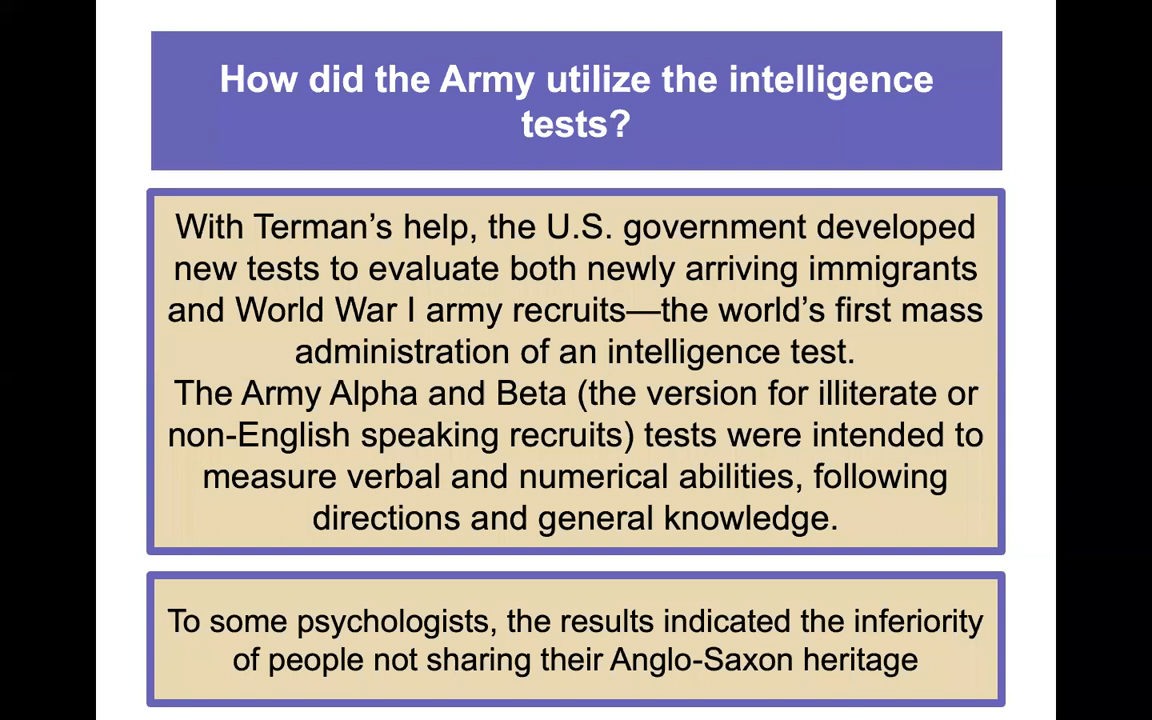 How did the Army utilize the intelligence
tests?
With Terman’s help, the U.S. government developed
new tests to evaluate both newly arriving immigrants
and World War I army recruits—the world’s first mass
administration of an intelligence test.
The Army Alpha and Beta (the version for illiterate or
non-English speaking recruits) tests were intended to
measure verbal and numerical abilities, following
directions and general knowledge.
To some psychologists, the results indicated the inferiority
of people not sharing their Anglo-Saxon heritage